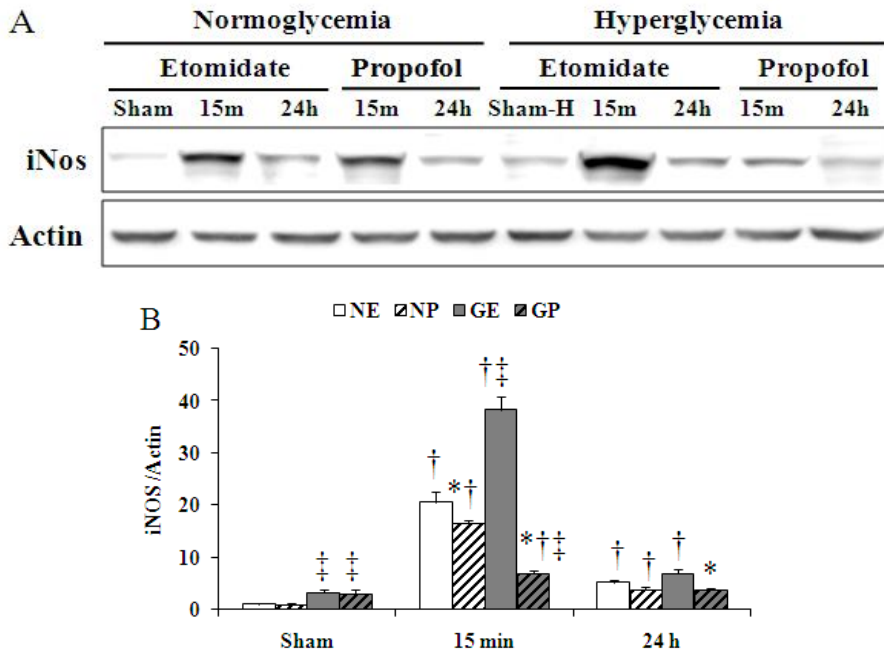 A
Normoglycemia Hyperglycemia
Etomidate Propofol Etomidate Propofol
Sham 15m 24h 15m 24h Sham-H 15m 24h 15m 24h
iNos
Actin
B
NE NP GE GP
iNOS/Actin
50
40
30
20
10
0
†‡
†
*†
*†‡
‡ ‡
† † † *
Sham 15 min 24 h